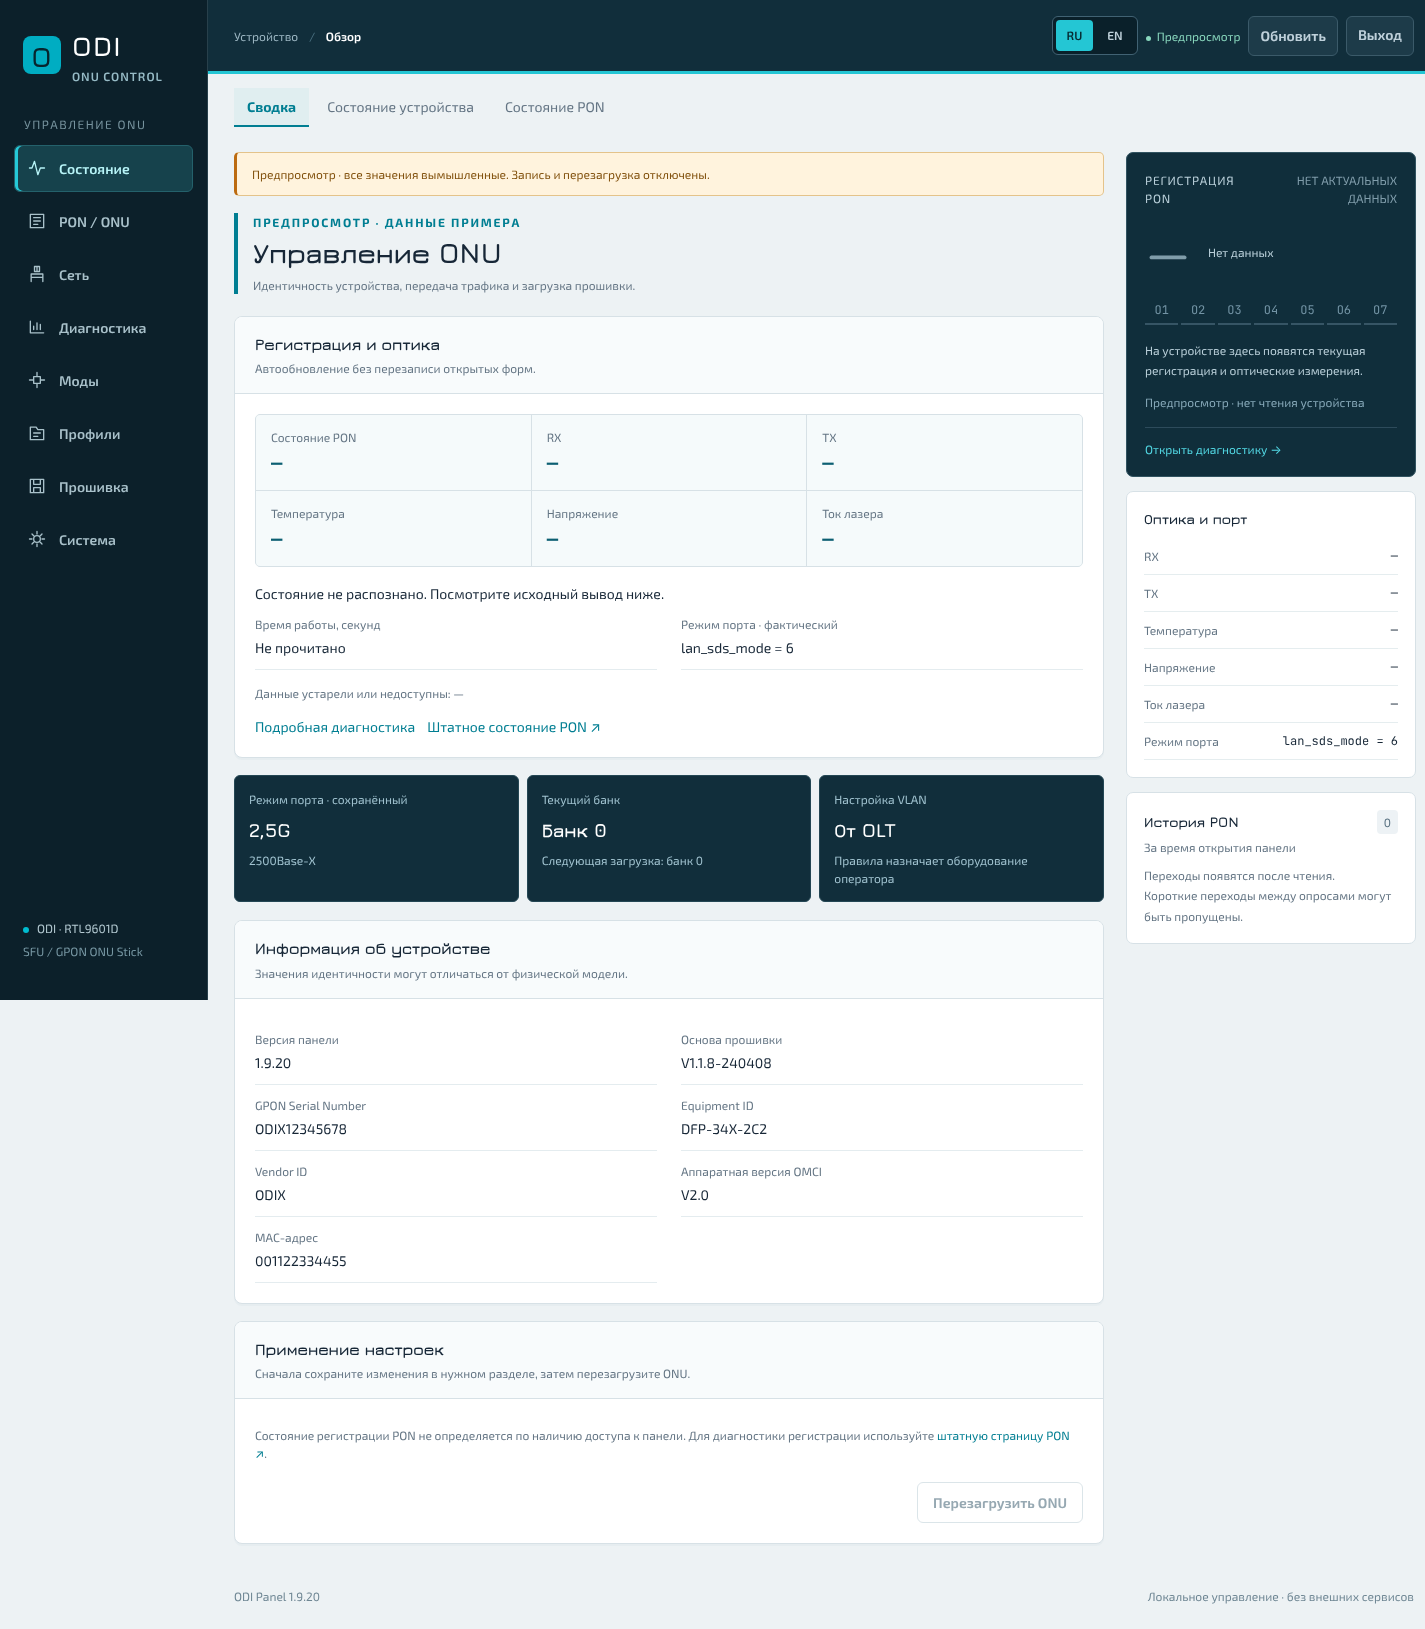 ODI
ONU CONTROL
УПРАВЛЕНИЕ ONU
Состояние
PON / ONU
Сеть
Диагностика
Моды
Профили
Прошивка
Система
ODI · RTL9601D
SFU / GPON ONU Stick
Устройство / Обзор
RU EN
Предпросмотр
Обновить
Выход
Сводка
Состояние устройства
Состояние PON
Предпросмотр · все значения вымышленные. Запись и перезагрузка отключены.
ПРЕДПРОСМОТР · ДАННЫЕ ПРИМЕРА
Управление ONU
Идентичность устройства, передача трафика и загрузка прошивки.
Регистрация и оптика
Автообновление без перезаписи открытых форм.
Состояние PON
—
RX
—
TX
—
Температура
—
Напряжение
—
Ток лазера
—
Состояние не распознано. Посмотрите исходный вывод ниже.
Время работы, секунд
Не прочитано
Режим порта · фактический
lan_sds_mode = 6
Данные устарели или недоступны: —
Подробная диагностика Штатное состояние PON ↗
Режим порта · сохранённый
2,5G
2500Base-X
Текущий банк
Банк 0
Следующая загрузка: банк 0
Настройка VLAN
От OLT
Правила назначает оборудование
оператора
Информация об устройстве
Значения идентичности могут отличаться от физической модели.
Версия панели
1.9.20
Основа прошивки
V1.1.8-240408
GPON Serial Number
ODIX12345678
Equipment ID
DFP-34X-2C2
Vendor ID
ODIX
Аппаратная версия OMCI
V2.0
MAC-адрес
001122334455
Применение настроек
Сначала сохраните изменения в нужном разделе, затем перезагрузите ONU.
Состояние регистрации PON не определяется по наличию доступа к панели. Для диагностики регистрации используйте штатную страницу PON
↗.
Перезагрузить ONU
РЕГИСТРАЦИЯ
PON
НЕТ АКТУАЛЬНЫХ
ДАННЫХ
— Нет данных
01 02 03 04 05 06 07
На устройстве здесь появятся текущая
регистрация и оптические измерения.
Предпросмотр · нет чтения устройства
Открыть диагностику →
Оптика и порт
RX —
TX —
Температура —
Напряжение —
Ток лазера —
Режим порта lan_sds_mode = 6
История PON 0
За время открытия панели
Переходы появятся после чтения.
Короткие переходы между опросами могут
быть пропущены.
ODI Panel 1.9.20
Локальное управление · без внешних сервисов